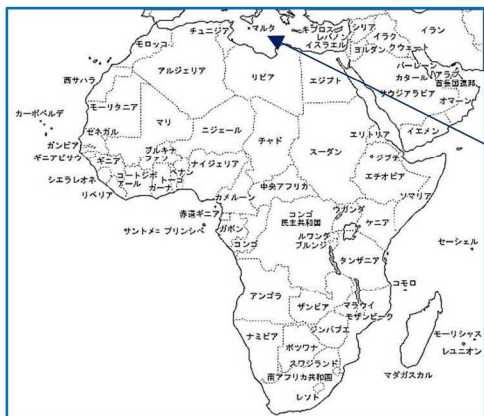 チュニジア
マルタ
キプロス
レバノン
イスラエル
シリア
イラク
イラン
ヨルダン
クウェート
モロッコ
アルジェリア
リビア
エジプト
バーレーン
カタール
アラブ
首長国連邦
サウジアラビア
オマーン
イエメン
西サハラ
モーリタニア
カーボベルデ
マリ
ニジェール
チャド
スーダン
エリトリア
ジブチ
エチオピア
ソマリア
セネガル
ガンビア
ギニアビサウ
ギニア
シエラレオネ
リベリア
コートジボ
アール
ブルキナ
ファソ
ガーナ
トーゴ
ベナン
ナイジェリア
カメルーン
中央アフリカ
赤道ギニア
サントメ=プリンシペ
ガボン
コンゴ
コンゴ
民主共和国
ウガンダ
ケニア
ルワンダ
ブルンジ
タンザニア
セーシェル
コモロ
アンゴラ
ザンビア
マラウイ
モザンビーク
ナミビア
ジンバブエ
ボツワナ
スワジランド
南アフリカ共和国
レソト
マダガスカル
モーリシャス
レユニオン